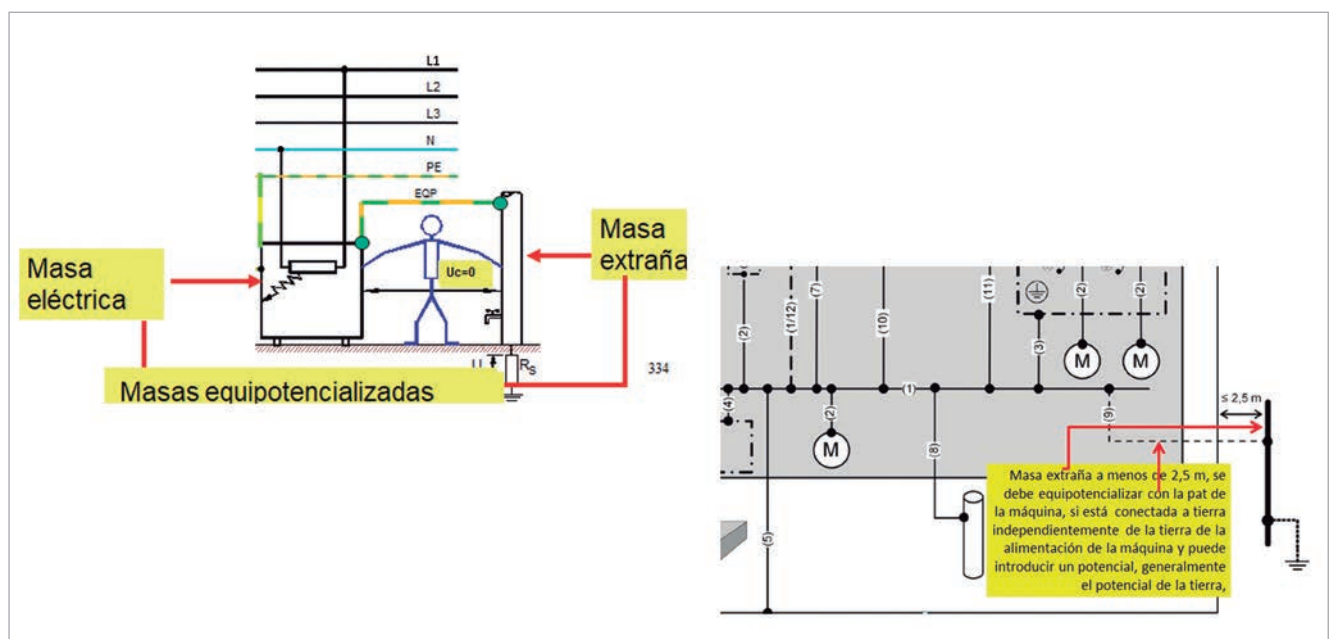 L1
L2
L3
N
PE
EQP
Masa
eléctrica
Uc=0
Masa
extraña
Masas equipotencializadas
U
RS
334
(2)
(1/12)
(7)
(10)
(11)
(3)
(2)
(2)
M
M
(4)
(2)
(1)
(9)
≤ 2,5 m
M
(8)
(5)
Masa extraña a menos de 2,5 m, se
debe equipotencializar con la pat de
la máquina, si está conectada a tierra
independientemente de la tierra de la
alimentación de la máquina y puede
introducir un potencial, generalmente
el potencial de la tierra,